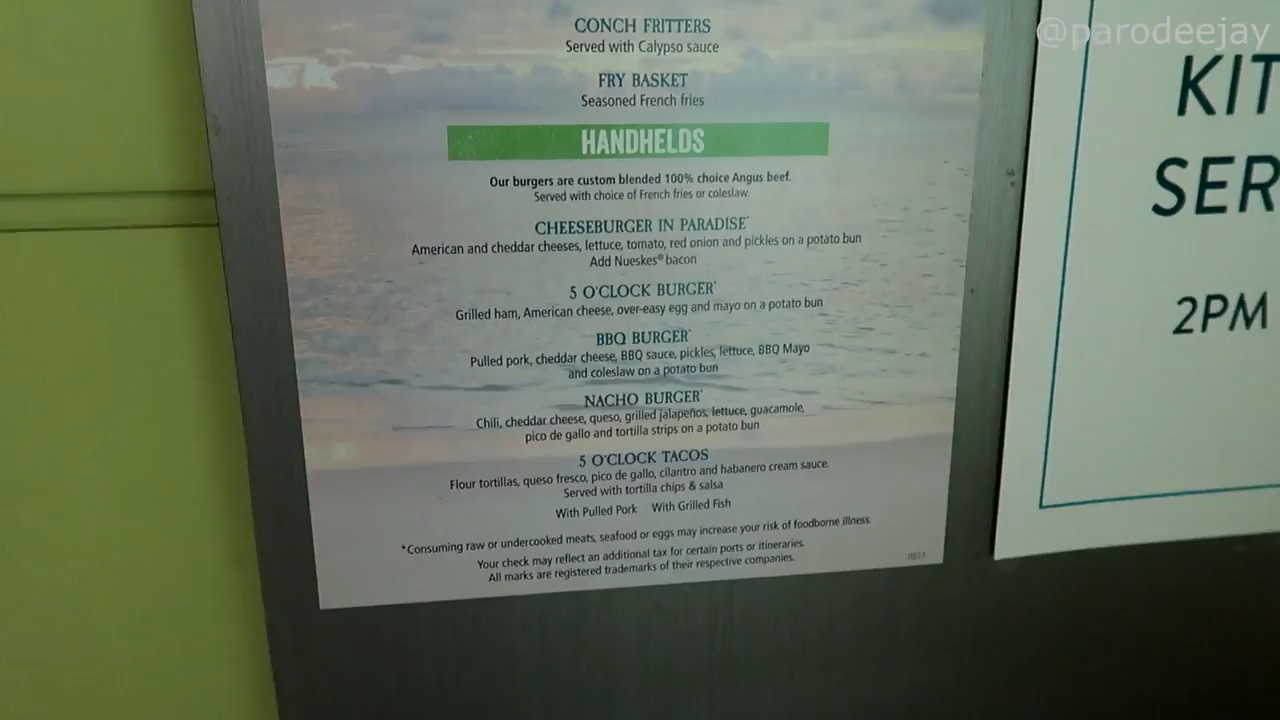 @parodeejay
CONCH FRITTERS
Served with Calypso sauce
FRY BASKET
Seasoned French fries
HANDHELDS
Our burgers are custom blended 100% choice Angus beef.
Served with choice of French fries or coleslaw.
CHEESEBURGER IN PARADISE*
American and cheddar cheeses, lettuce, tomato, red onion and pickles on a potato bun
Add Nueskes® bacon
5 O'CLOCK BURGER*
Grilled ham, American cheese, over-easy egg and mayo on a potato bun
BBQ BURGER*
Pulled pork, cheddar cheese, BBQ sauce, pickles, lettuce, BBQ Mayo
and coleslaw on a potato bun
NACHO BURGER*
Chili, cheddar cheese, queso, grilled jalapeños, lettuce, guacamole,
pico de gallo and tortilla strips on a potato bun
5 O'CLOCK TACOS
Flour tortillas, queso fresco, pico de gallo, cilantro and habanero cream sauce.
Served with tortilla chips & salsa
With Pulled Pork With Grilled Fish
*Consuming raw or undercooked meats, seafood or eggs may increase your risk of foodborne illness.
Your check may reflect an additional tax for certain ports or itineraries.
All marks are registered trademarks of their respective companies.
KIT
SER
2PM